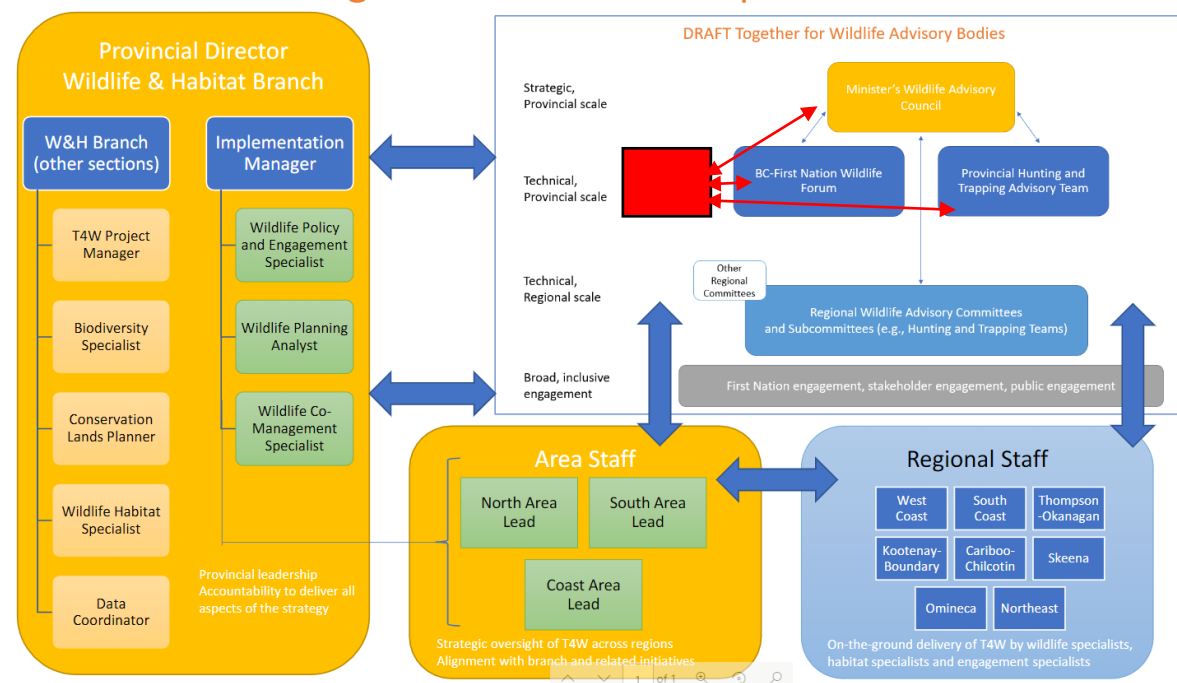 Provincial Director
Wildlife & Habitat Branch
W&H Branch
(other sections)
T4W Project
Manager
Biodiversity
Specialist
Conservation
Lands Planner
Wildlife Habitat
Specialist
Data
Coordinator
Implementation
Manager
Wildlife Policy
and Engagement
Specialist
Wildlife Planning
Analyst
Wildlife Co-
Management
Specialist
Provincial leadership
Accountability to deliver all
aspects of the strategy
DRAFT Together for Wildlife Advisory Bodies
Strategic,
Provincial scale
Minister's Wildlife Advisory
Council
Technical,
Provincial scale
BC-First Nation Wildlife
Forum
Provincial Hunting and
Trapping Advisory Team
Technical,
Regional scale
Other
Regional
Committees
Regional Wildlife Advisory Committees
and Subcommittees (e.g., Hunting and Trapping Teams)
Broad, inclusive
engagement
First Nation engagement, stakeholder engagement, public engagement
Area Staff
North Area
Lead
South Area
Lead
Coast Area
Lead
Strategic oversight of T4W across regions
Alignment with branch and related initiatives
Regional Staff
West
Coast
South
Coast
Thompson
-Okanagan
Kootenay-
Boundary
Cariboo-
Chilcotin
Skeena
Omineca
Northeast
On-the-ground delivery of T4W by wildlife specialists,
habitat specialists and engagement specialists
1 of 1